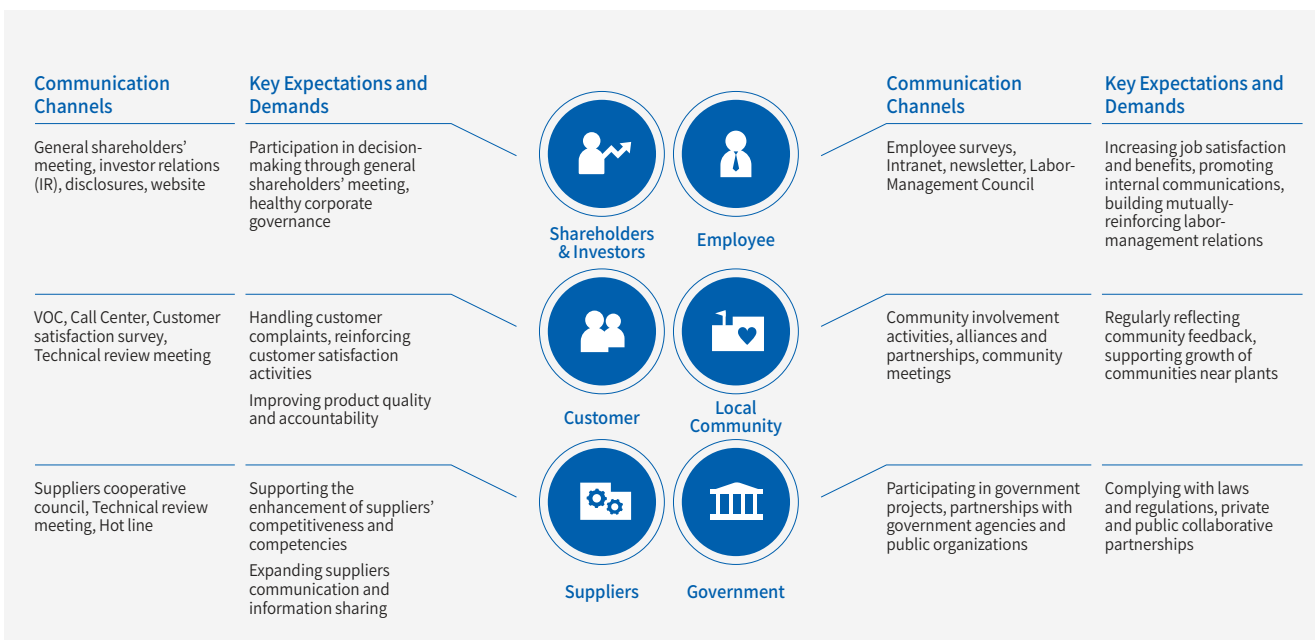 Communication
Channels
Key Expectations and
Demands
General shareholders'
meeting, investor relations
(IR), disclosures, website
Participation in decision-
making through general
shareholders' meeting,
healthy corporate
governance
Shareholders
& Investors
VOC, Call Center, Customer
satisfaction survey,
Technical review meeting
Handling customer
complaints, reinforcing
customer satisfaction
activities
Improving product quality
and accountability
Customer
Suppliers cooperative
council, Technical review
meeting, Hot line
Supporting the
enhancement of suppliers'
competitiveness and
competencies
Expanding suppliers
communication and
information sharing
Suppliers
Communication
Channels
Key Expectations and
Demands
Employee
Employee surveys,
Intranet, newsletter, Labor-
Management Council
Increasing job satisfaction
and benefits, promoting
internal communications,
building mutually-
reinforcing labor-
management relations
Local
Community
Community involvement
activities, alliances and
partnerships, community
meetings
Regularly reflecting
community feedback,
supporting growth of
communities near plants
Government
Participating in government
projects, partnerships with
government agencies and
public organizations
Complying with laws
and regulations, private
and public collaborative
partnerships